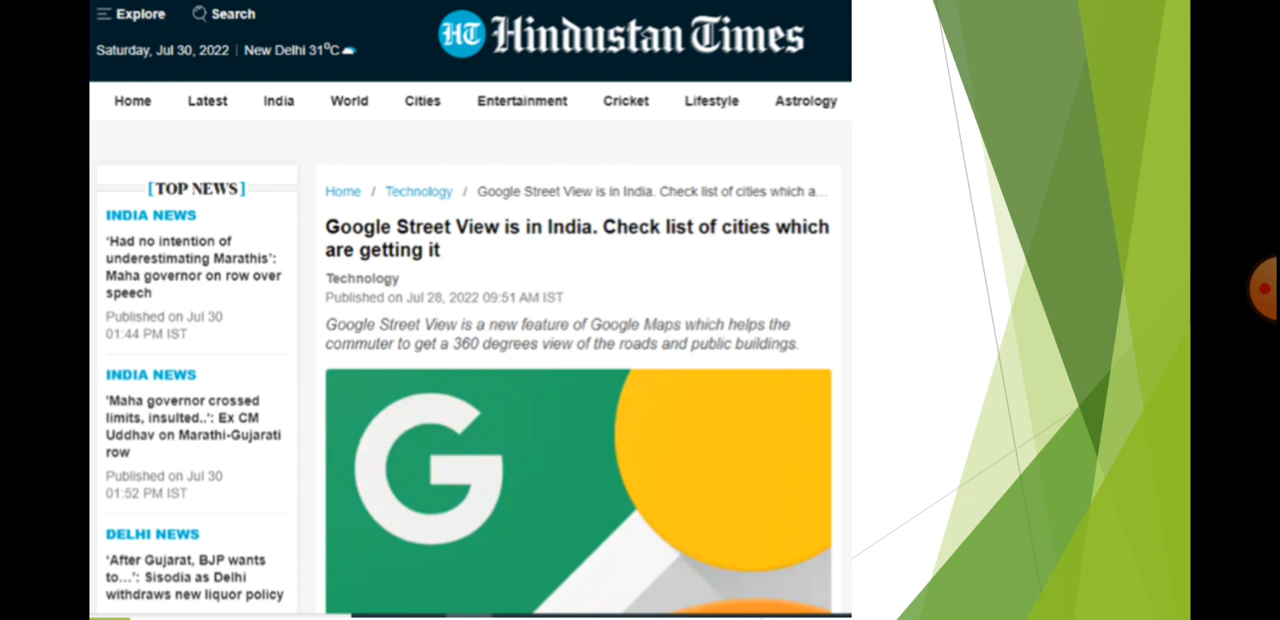 Explore Search
Saturday, Jul 30, 2022 | New Delhi 31°C
HT Hindustan Times
Home Latest India World Cities Entertainment Cricket Lifestyle Astrology
[TOP NEWS]
INDIA NEWS
‘Had no intention of
underestimating Marathis’:
Maha governor on row over
speech
Published on Jul 30
01:44 PM IST
INDIA NEWS
'Maha governor crossed
limits, insulted..': Ex CM
Uddhav on Marathi-Gujarati
row
Published on Jul 30
01:52 PM IST
DELHI NEWS
‘After Gujarat, BJP wants
to...’: Sisodia as Delhi
withdraws new liquor policy
Home / Technology / Google Street View is in India. Check list of cities which a...
Google Street View is in India. Check list of cities which
are getting it
Technology
Published on Jul 28, 2022 09:51 AM IST
Google Street View is a new feature of Google Maps which helps the
commuter to get a 360 degrees view of the roads and public buildings.
G